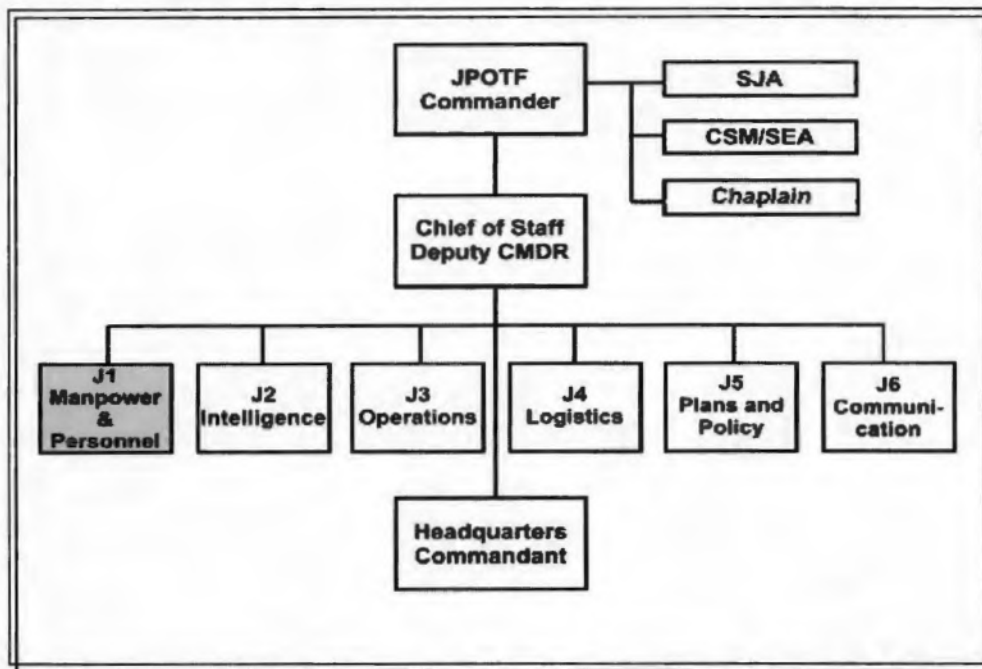 JPOTF
Commander
SJA
CSM/SEA
Chaplain
Chief of Staff
Deputy CMDR
J1
Manpower
&
Personnel
J2
Intelligence
J3
Operations
J4
Logistics
J5
Plans and
Policy
J6
Communi-
cation
Headquarters
Commandant